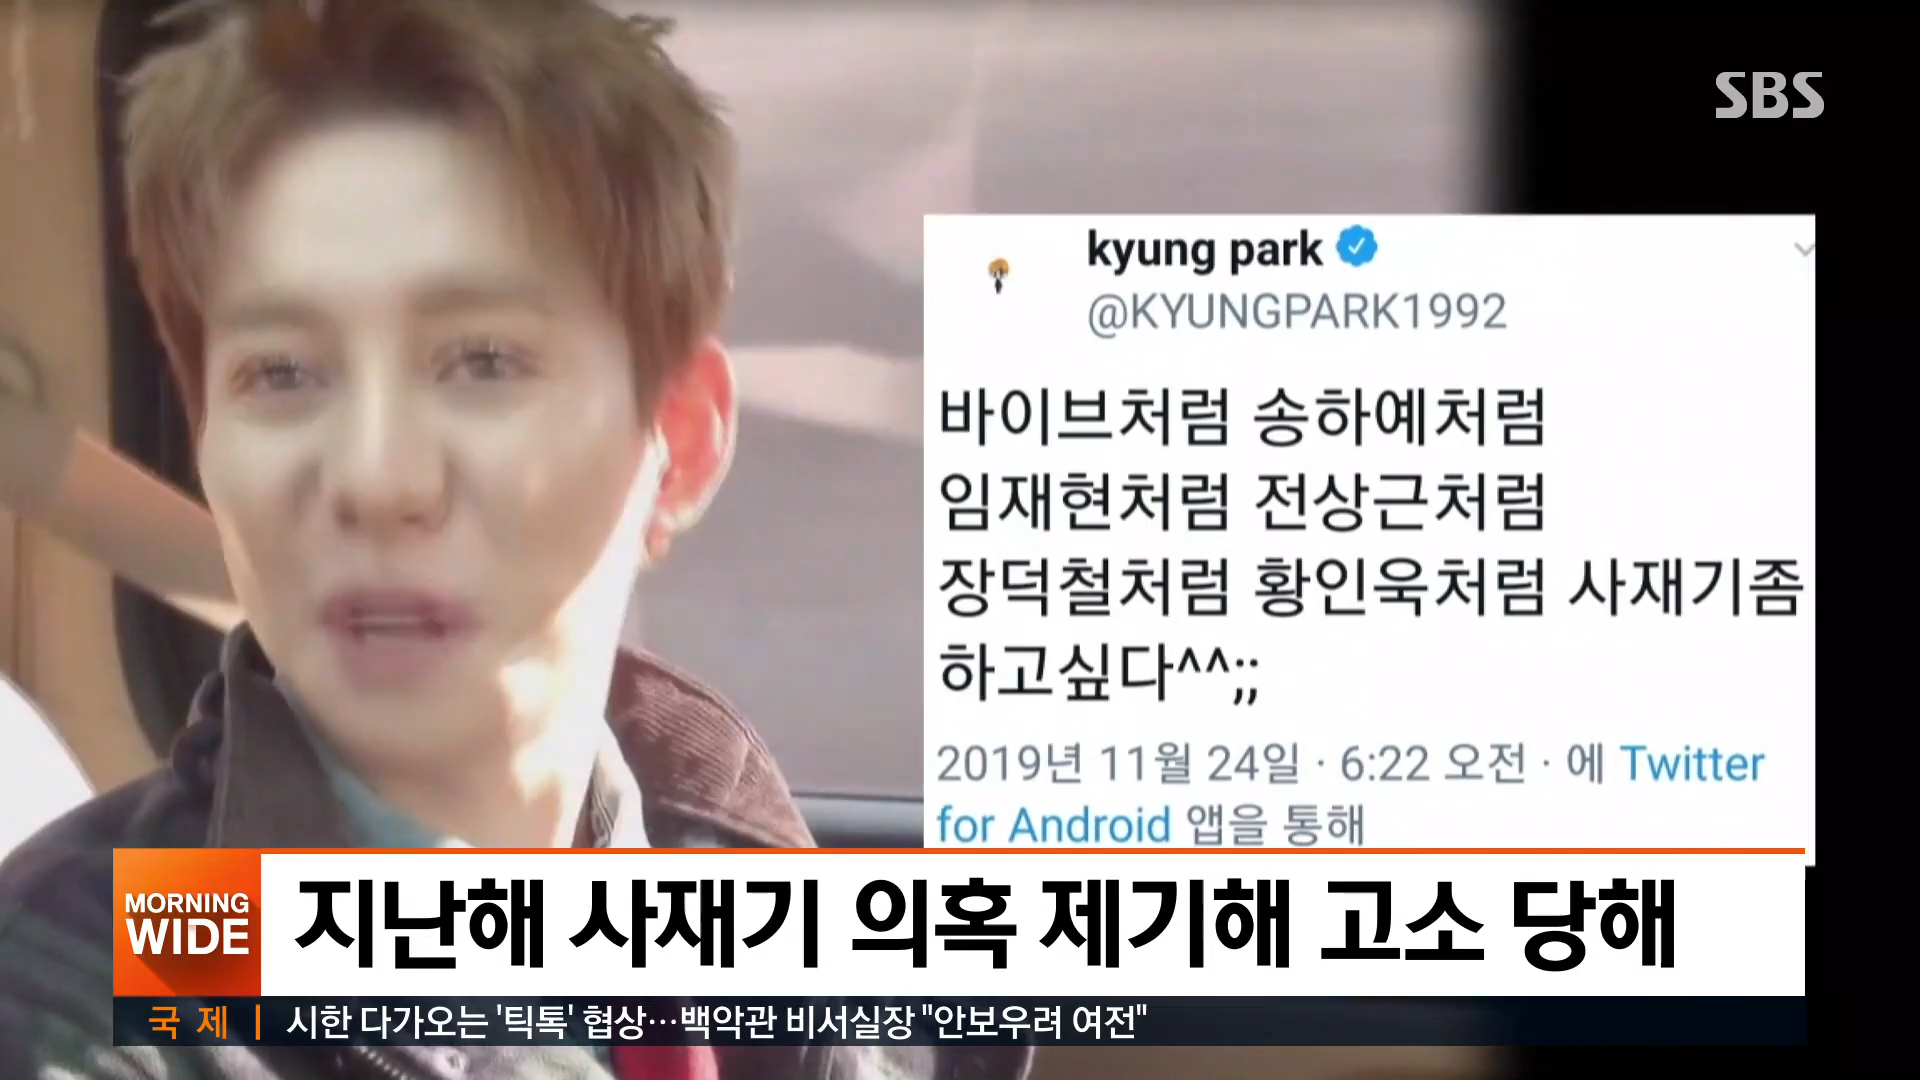 SBS
kyung park
@KYUNGPARK1992
바이브처럼 송하예처럼
임재현처럼 전상근처럼
장덕철처럼 황인욱처럼 사재기좀
하고싶다^^;;
2019년 11월 24일 · 6:22 오전 · 에 Twitter
for Android 앱을 통해
MORNING
WIDE
지난해 사재기 의혹 제기해 고소 당해
국 제 | 시한 다가오는 '틱톡' 협상…백악관 비서실장 "안보우려 여전"